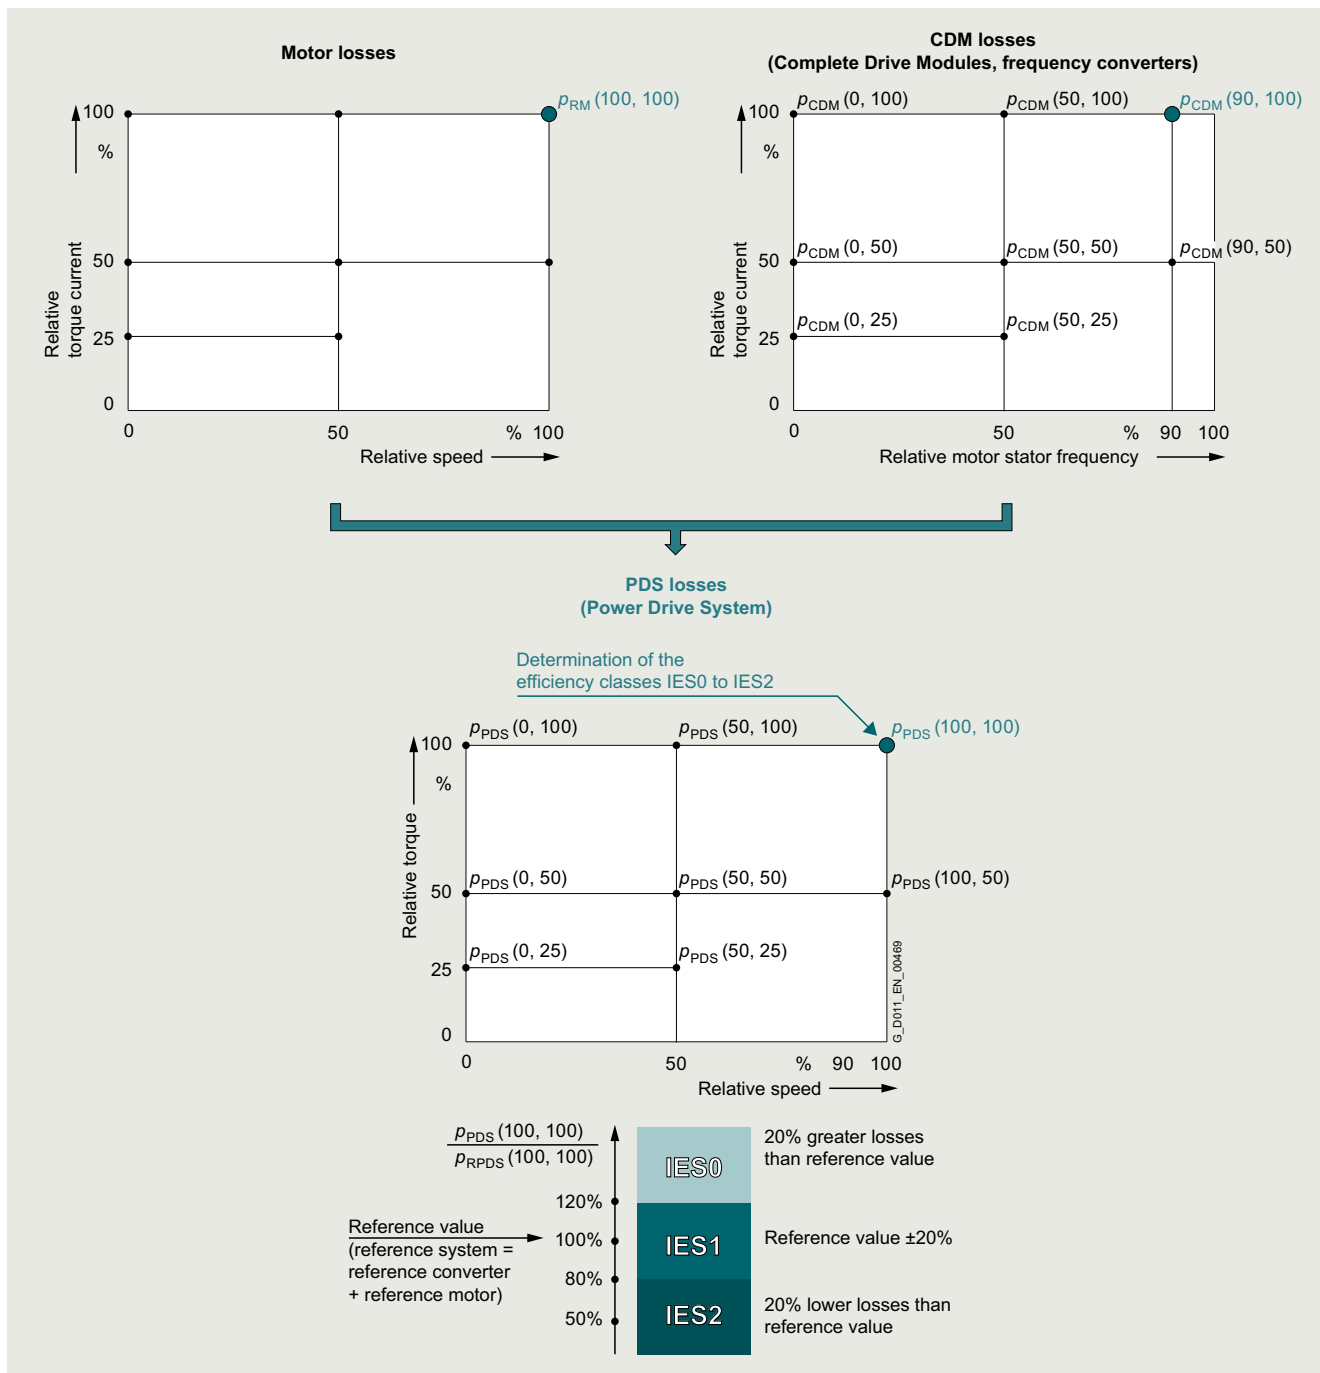 Motor losses
100
%
50
25
0
Relative
torque current
pRM (100, 100)
0
50
%
100
Relative speed
CDM losses
(Complete Drive Modules, frequency converters)
100
%
50
25
0
Relative
torque current
pCDM (0, 100)
pCDM (50, 100)
pCDM (90, 100)
pCDM (0, 50)
pCDM (50, 50)
pCDM (90, 50)
pCDM (0, 25)
pCDM (50, 25)
0
50
%
90
100
Relative motor stator frequency
PDS losses
(Power Drive System)
Determination of the
efficiency classes IES0 to IES2
100
%
50
25
0
Relative torque
pPDS (0, 100)
pPDS (50, 100)
pPDS (100, 100)
pPDS (0, 50)
pPDS (50, 50)
pPDS (100, 50)
pPDS (0, 25)
pPDS (50, 25)
G_D011_EN_00469
0
50
%
90
100
Relative speed
pPDS (100, 100)
pRPDS (100, 100)
120%
100%
80%
50%
Reference value
(reference system =
reference converter
+ reference motor)
IES0
20% greater losses
than reference value
IES1
Reference value ±20%
IES2
20% lower losses than
reference value